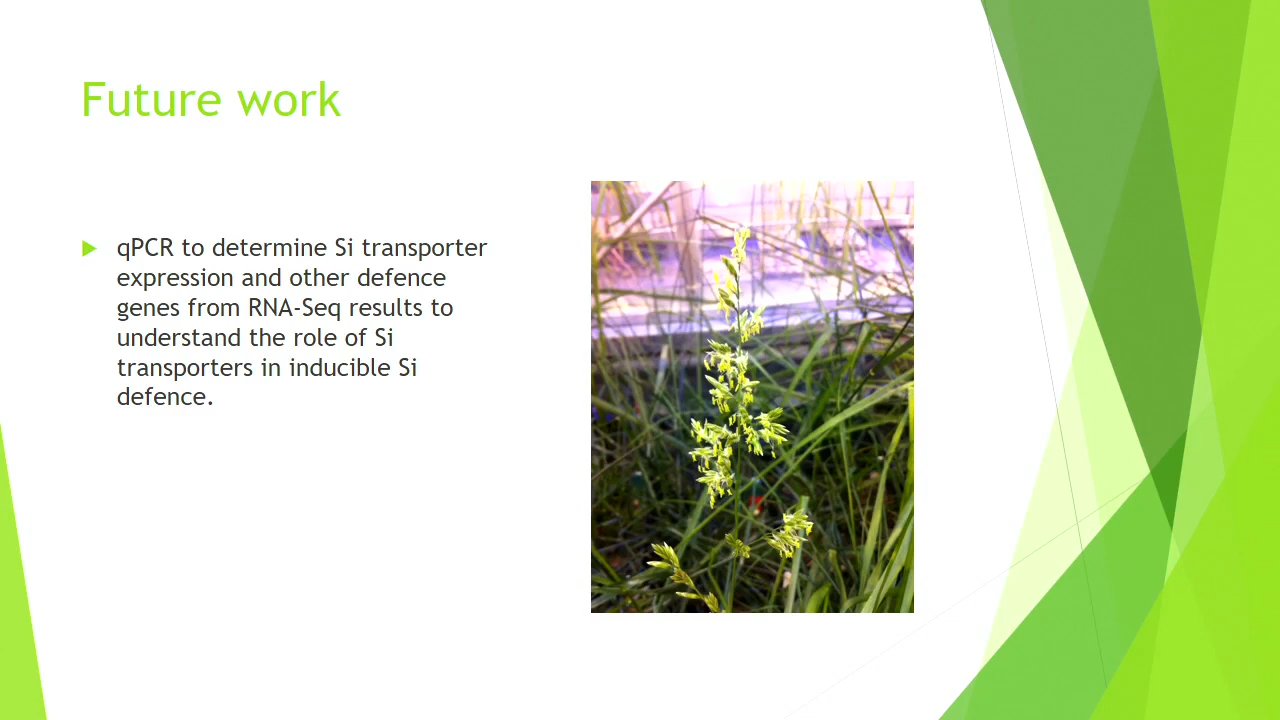 Future work
qPCR to determine Si transporter
expression and other defence
genes from RNA-Seq results to
understand the role of Si
transporters in inducible Si
defence.